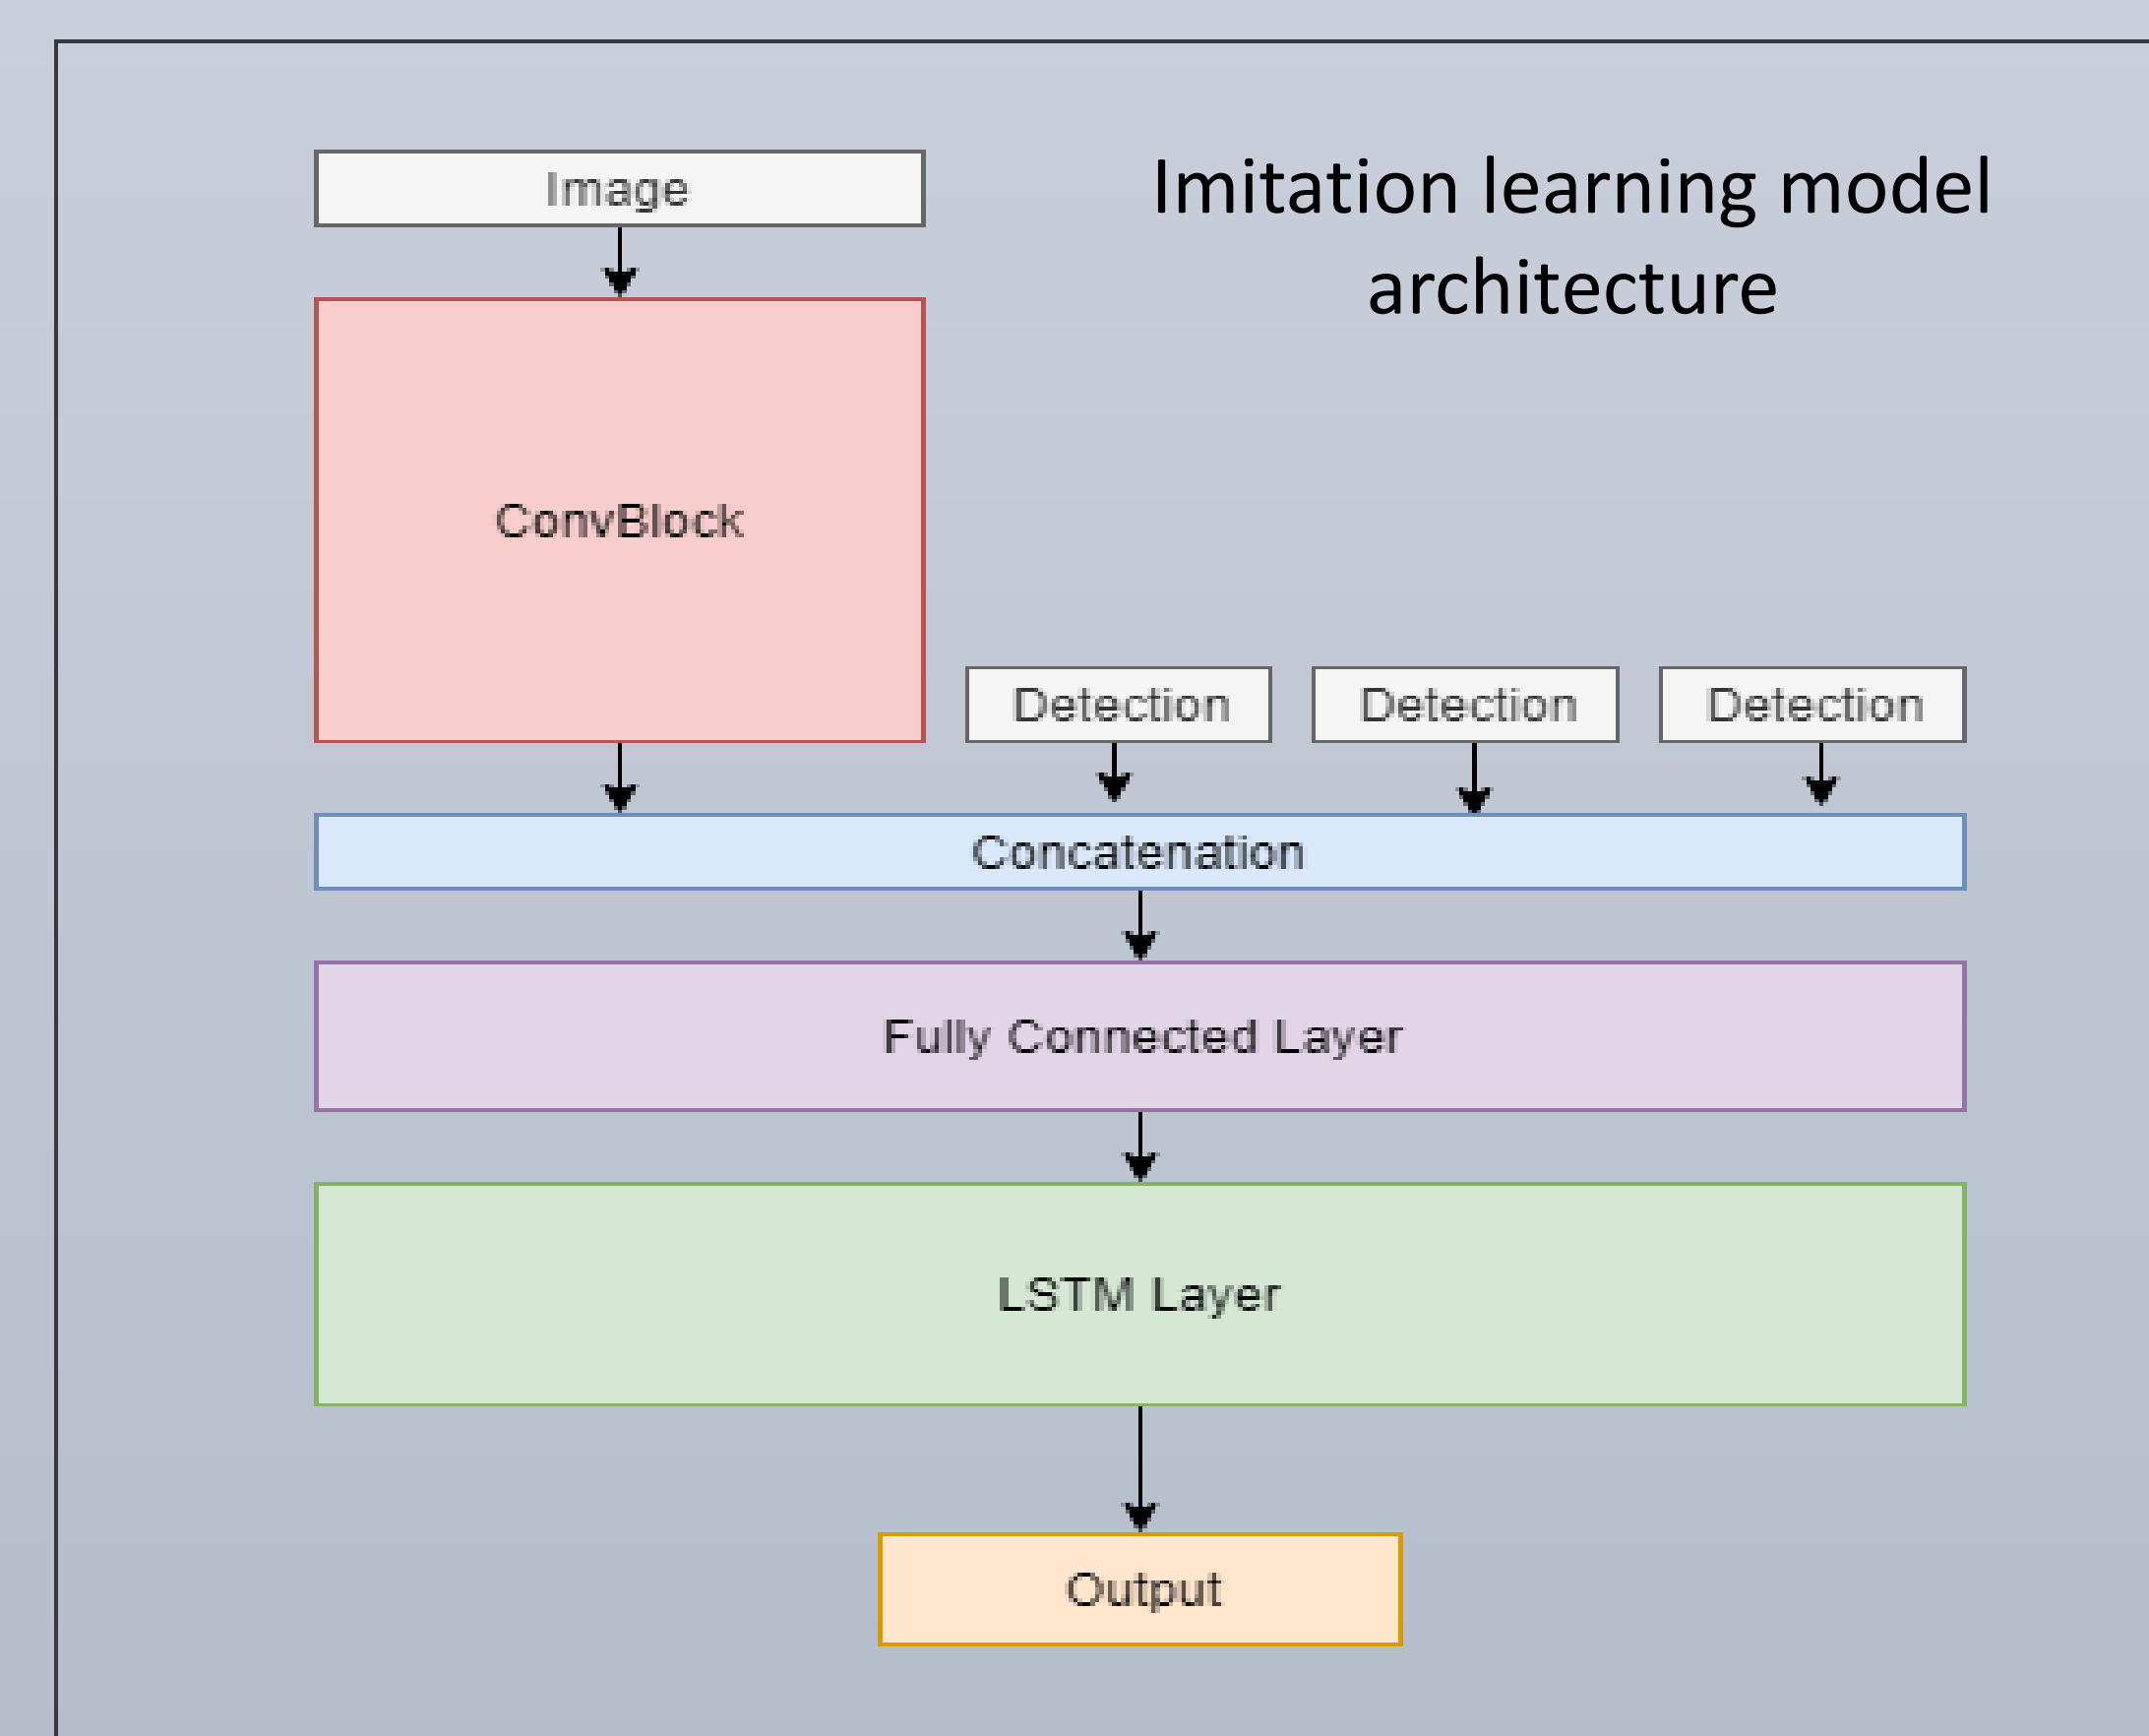 Image
Imitation learning model
architecture
ConvBlock
Detection
Detection
Detection
Concatenation
Fully Connected Layer
LSTM Layer
Output